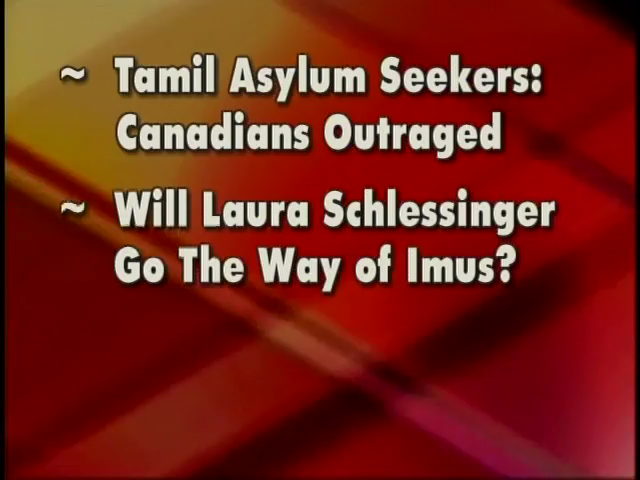 ~ Tamil Asylum Seekers:
Canadians Outraged
~ Will Laura Schlessinger
Go The Way of Imus?